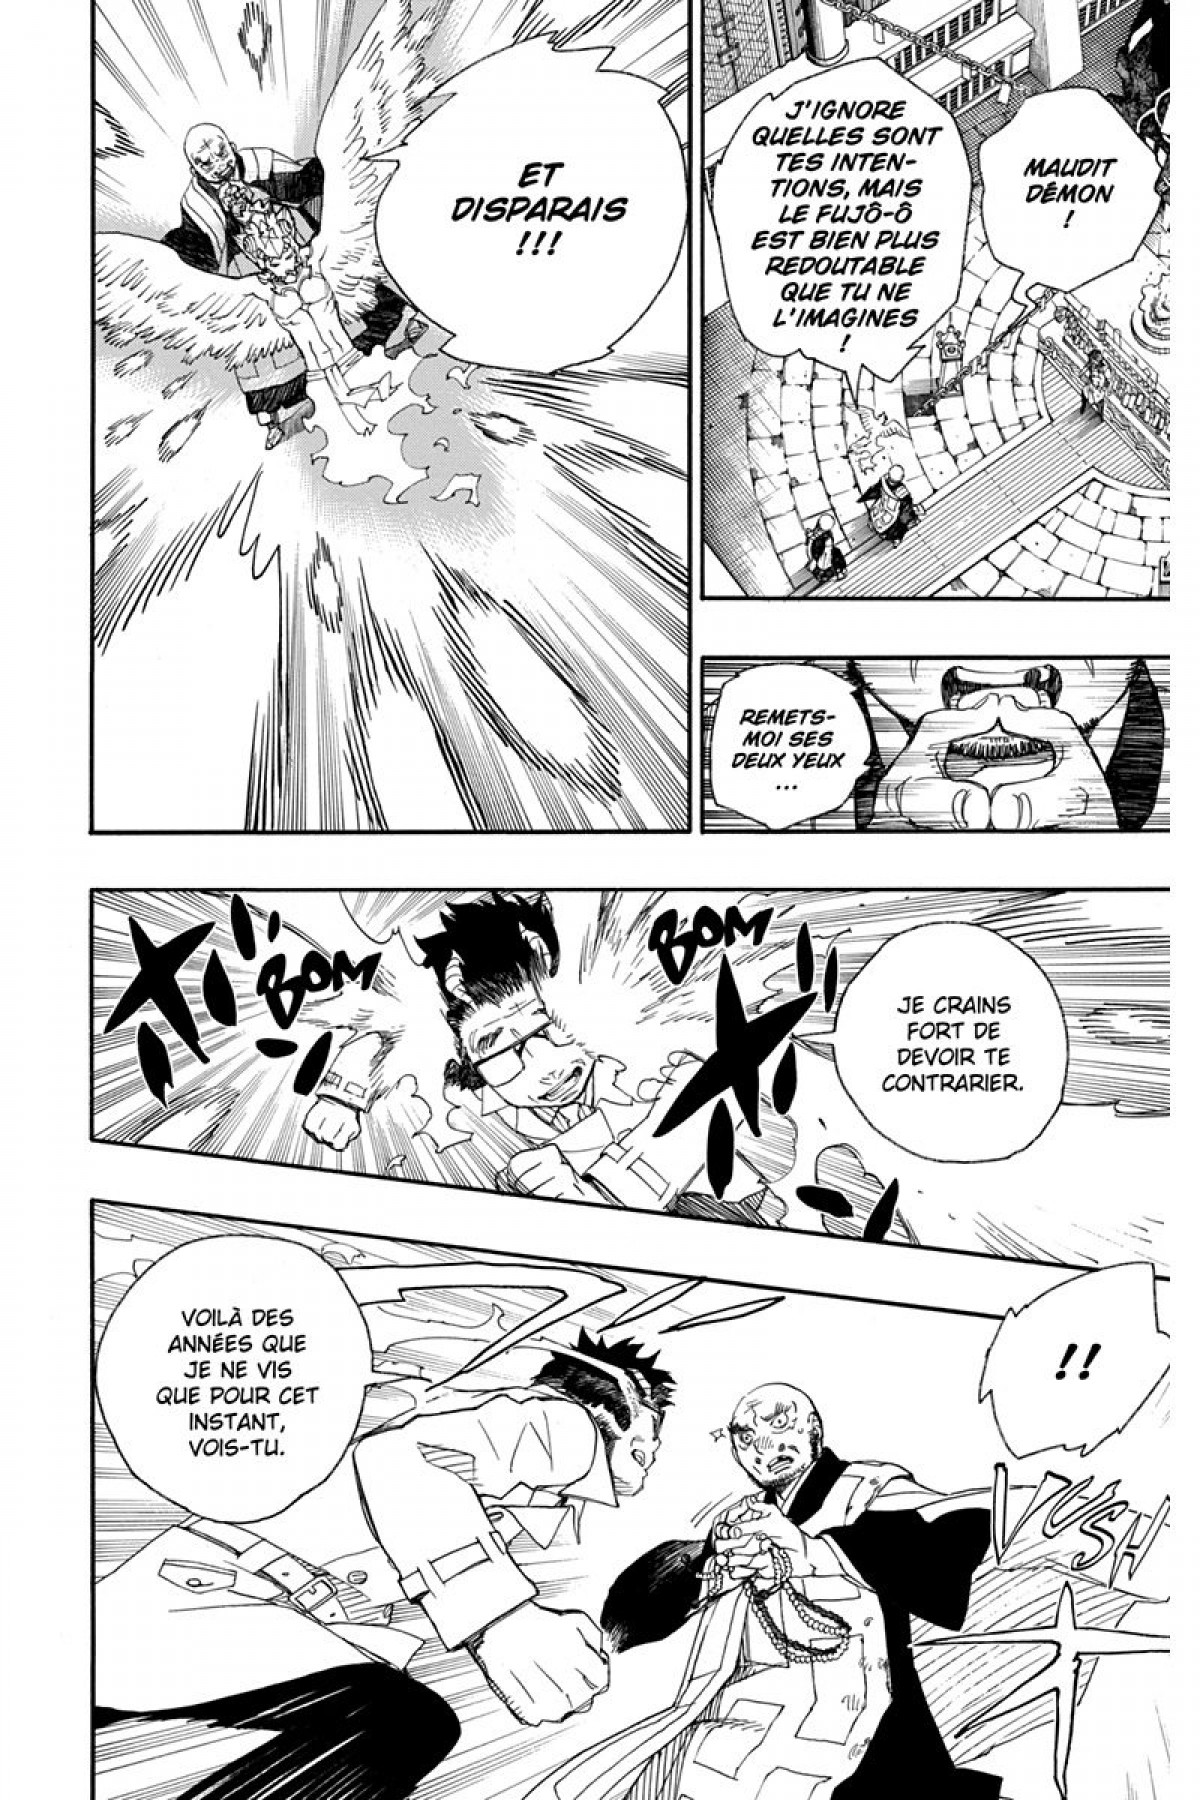 MAUDIT
DÉMON
!
J'IGNORE
QUELLES SONT
TES INTEN-
TIONS, MAIS
LE FUJÔ-Ô
EST BIEN PLUS
REDOUTABLE
QUE TU NE
L'IMAGINES
!
REMETS-
MOI SES
DEUX YEUX
...
ET
DISPARAIS
!!!
BOM
BOM
JE CRAINS
FORT DE
DEVOIR TE
CONTRARIER.
!!
VOILÀ DES
ANNÉES QUE
JE NE VIS
QUE POUR CET
INSTANT,
VOIS-TU.